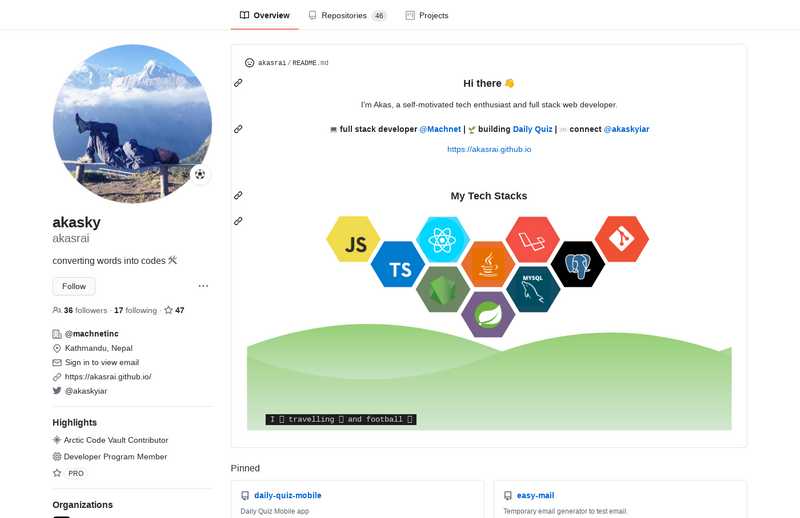 Overview
Repositories 46
Projects
akasrai/README.md
Hi there 👋
I'm Akas, a self-motivated tech enthusiast and full stack web developer.
💻 full stack developer @Machnet | 🌱 building Daily Quiz | 📨 connect @akaskyiar
https://akasrai.github.io
My Tech Stacks
JS
TS
MYSQL
Java
I ▯ travelling ▯ and football ▯
akasky
akasrai
converting words into codes 🛠
Follow
36 followers · 17 following · 47
@machnetinc
Kathmandu, Nepal
Sign in to view email
https://akasrai.github.io/
@akaskyiar
Highlights
Arctic Code Vault Contributor
Developer Program Member
PRO
Organizations
Pinned
daily-quiz-mobile
Daily Quiz Mobile app
easy-mail
Temporary email generator to test email.